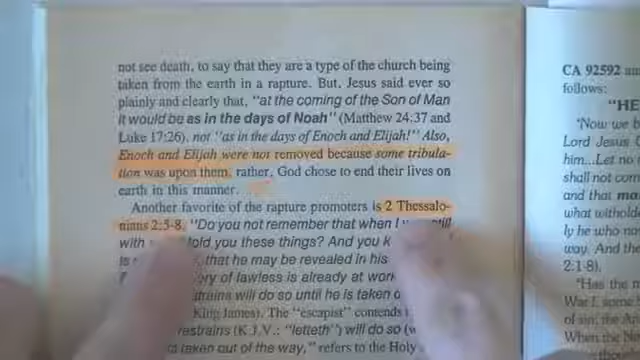 not see death, to say that they are a type of the church being
taken from the earth in a rapture. But, Jesus said ever so
plainly and clearly that, "at the coming of the Son of Man
it would be as in the days of Noah" (Matthew 24:37 and
Luke 17:26), not "as in the days of Enoch and Elijah!" Also,
Enoch and Elijah were not removed because some tribula-
tion was upon them, rather, God chose to end their lives on
earth in this manner.
Another favorite of the rapture promoters is 2 Thessalo-
nians 2:5-8, "Do you not remember that when I
with told you these things? And you
that he may be revealed in his
of lawless is already at
will do so until he is taken
King James). The "escapist" contends
(K.J.V.: "letteth") will do so
taken out of the way," refers to the Holy
CA 92592
follows:
"HE
"Now we
Lord Jesus
him...Let no
shall not com
and that
what withhold
ly he who
way. And the
2:1-8).
"Has the
War I, some
of sin, the
When the